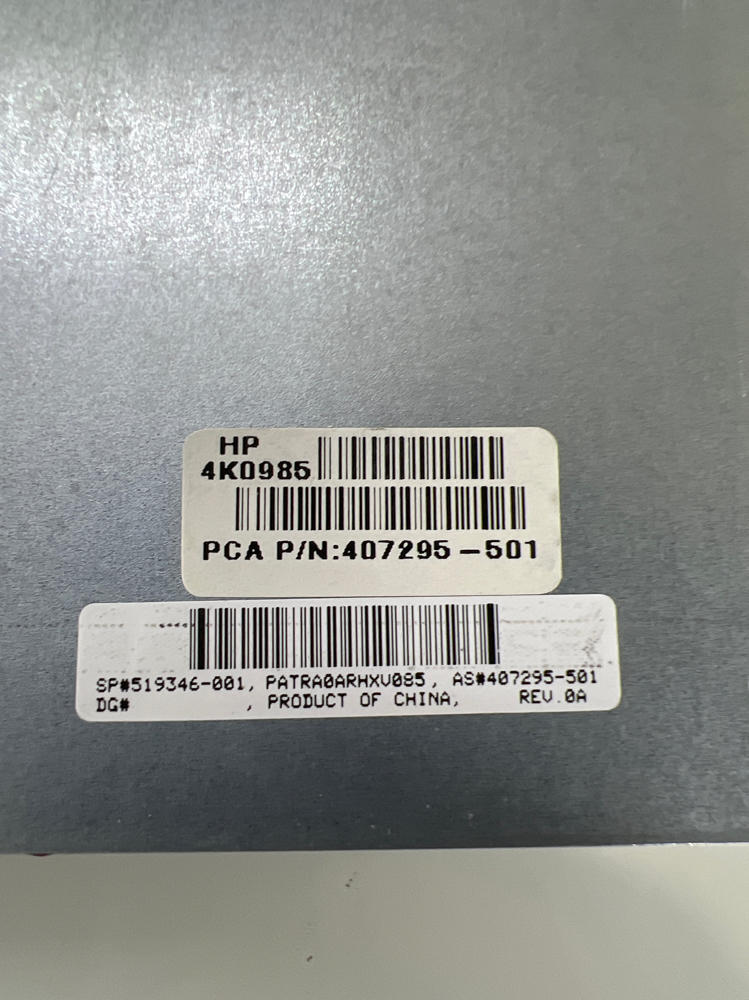 HP
4K0985
PCA P/N:407295-501
SP#519346-001, PATRA0ARHXV085, AS#407295-501
DG# , PRODUCT OF CHINA, REV.0A